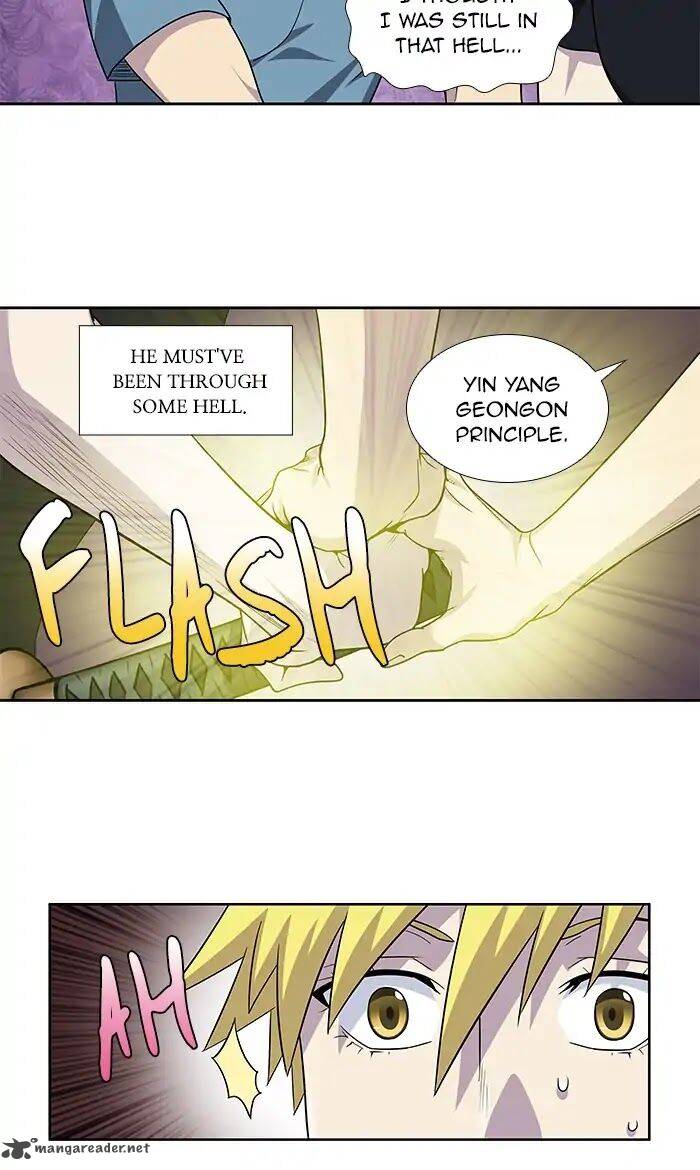 I THOUGHT
I WAS STILL IN
THAT HELL...
HE MUST'VE
BEEN THROUGH
SOME HELL.
YIN YANG
GEONGON
PRINCIPLE.
FLASH
AH
mangareader.net